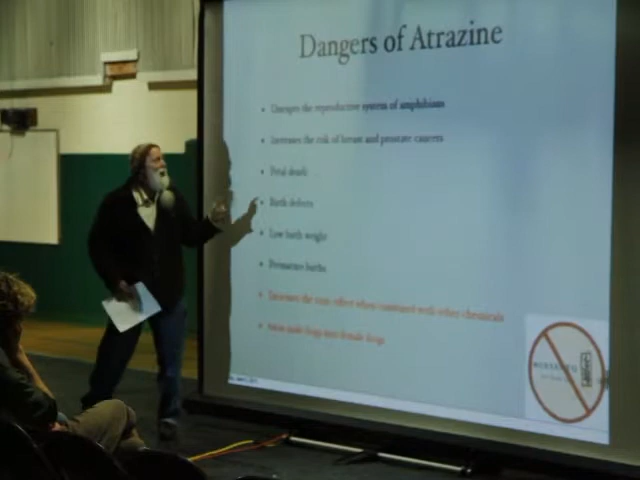 Dangers of Atrazine
• Damages the reproductive system of amphibians
• Increases the risk of breast and prostate cancers
• Fetal death
• Birth defects
• Low birth weight
• Premature births
• Increases the toxic effect when combined with other chemicals
• male frogs into female frogs